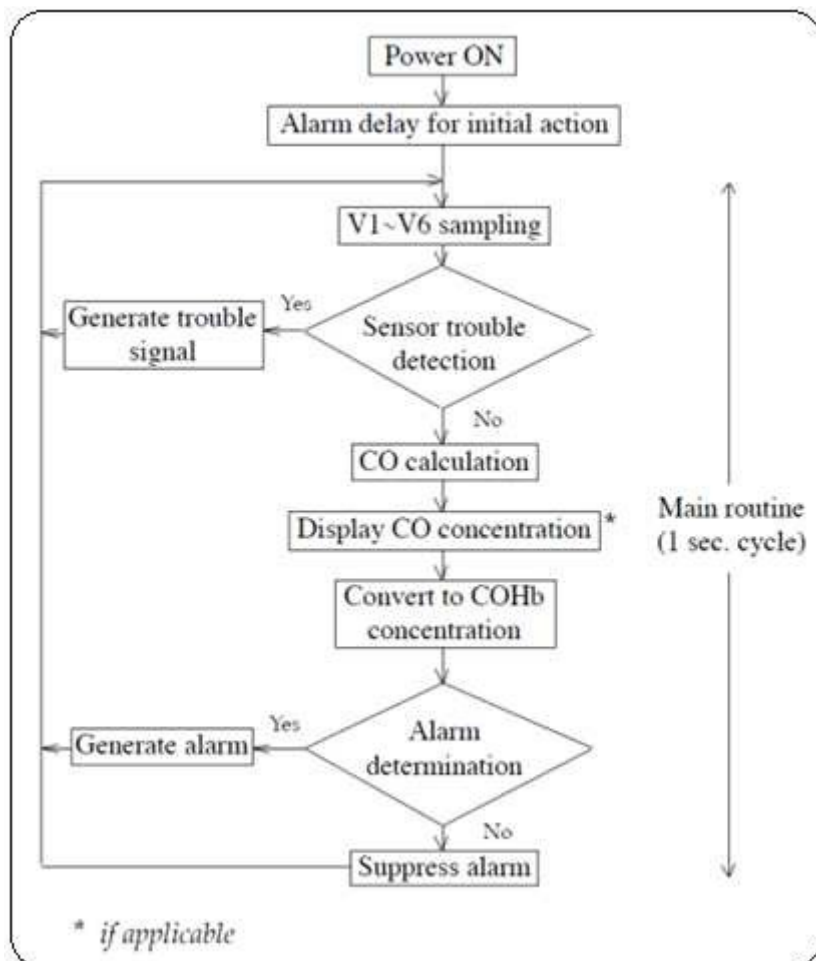 Power ON
Alarm delay for initial action
V1~V6 sampling
Yes
Generate trouble
signal
Sensor trouble
detection
No
CO calculation
Display CO concentration *
Main routine
(1 sec. cycle)
Convert to COHb
concentration
Yes
Generate alarm
Alarm
determination
No
Suppress alarm
* if applicable